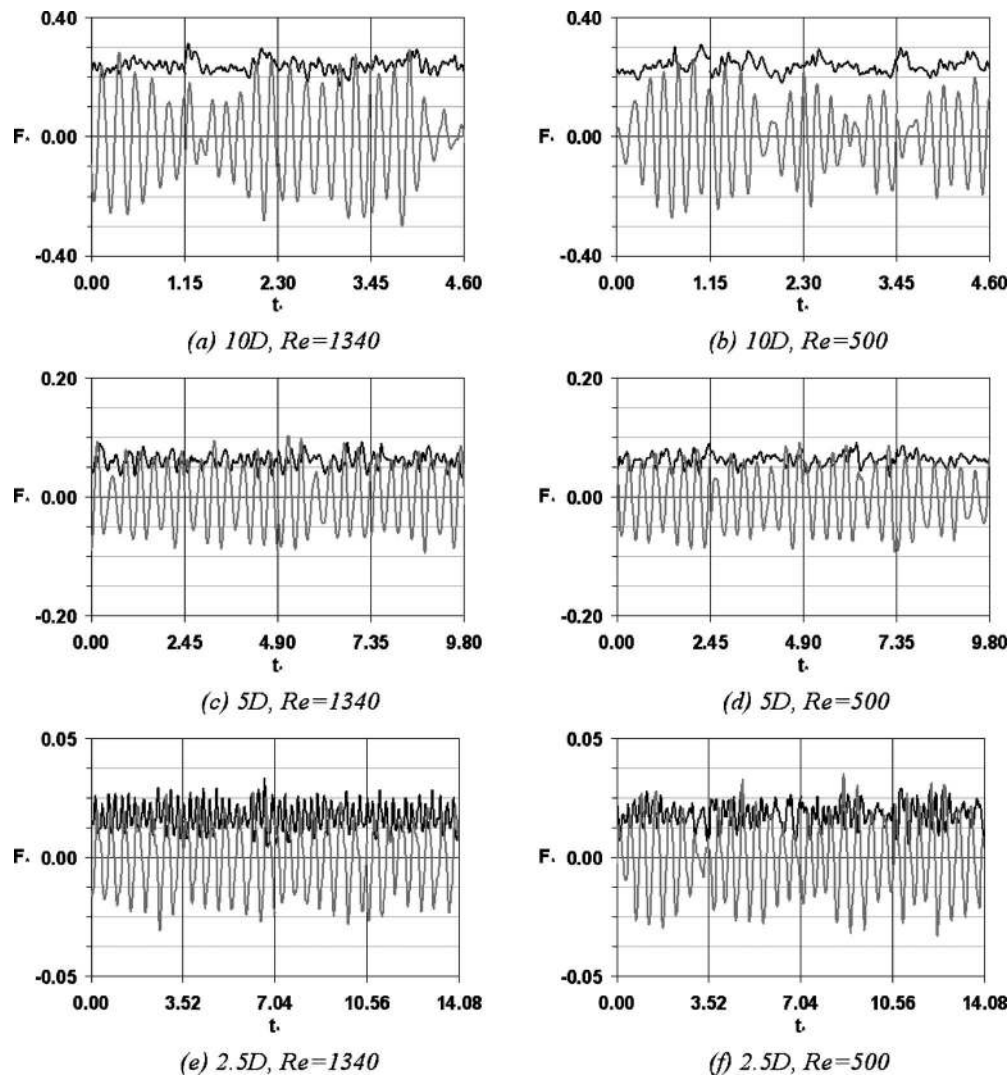 0.40 0.40
F* 0.00 F* 0.00
-0.40 -0.40
0.00 1.15 2.30 3.45 4.60 0.00 1.15 2.30 3.45 4.60
t* t*
(a) 10D, Re=1340 (b) 10D, Re=500
0.20 0.20
F* 0.00 F* 0.00
-0.20 -0.20
0.00 2.45 4.90 7.35 9.80 0.00 2.45 4.90 7.35 9.80
t* t*
(c) 5D, Re=1340 (d) 5D, Re=500
0.05 0.05
F* 0.00 F* 0.00
-0.05 -0.05
0.00 3.52 7.04 10.56 14.08 0.00 3.52 7.04 10.56 14.08
t* t*
(e) 2.5D, Re=1340 (f) 2.5D, Re=500